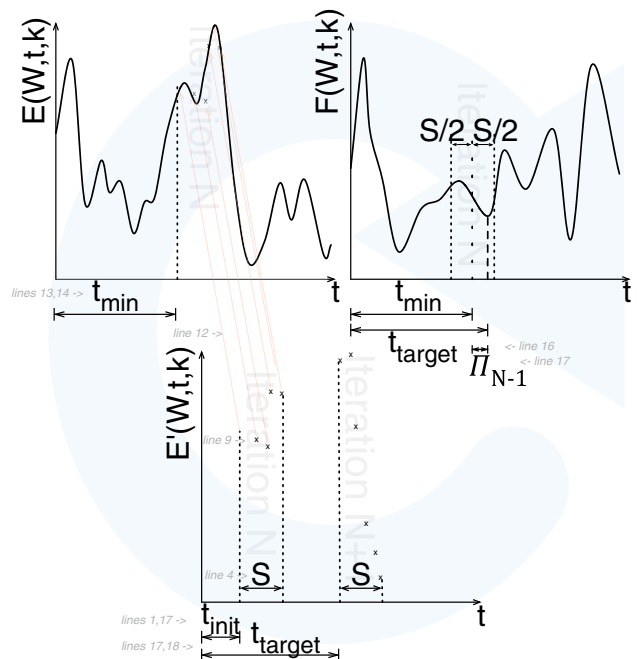 E(W,t,k)
Iteration N
t
t_min
lines 13,14 ->
F(W,t,k)
Iteration N
S/2 S/2
t
t_min
t_target
<- line 16
<- line 17
Π_N-1
line 12 ->
E'(W,t,k)
Iteration N
Iteration N+
line 9 ->
line 4 ->
S
S
t
lines 1,17 ->
t_init
t_target
lines 17,18 ->